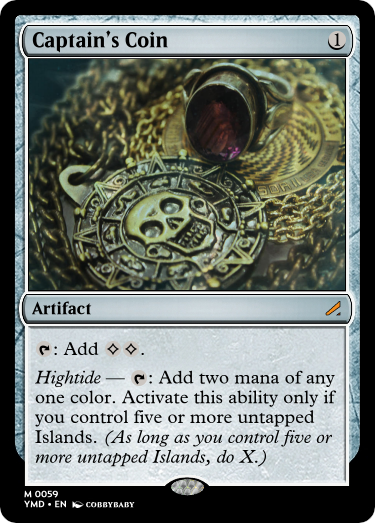 Captain's Coin 1
Artifact
: Add .
Hightide — : Add two mana of any
one color. Activate this ability only if
you control five or more untapped
Islands. (As long as you control five or
more untapped Islands, do X.)
M 0059
YMD • EN COBBYBABY